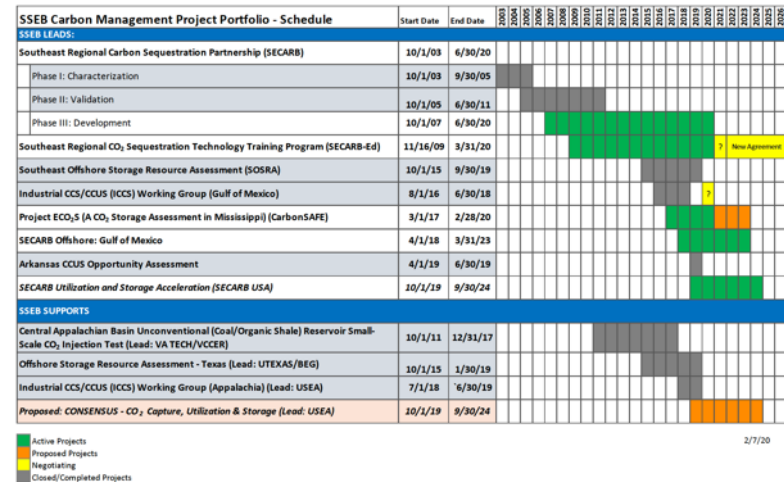 SSEB Carbon Management Project Portfolio - Schedule Start Date End Date 2003 2004 2005 2006 2007 2008 2009 2010 2011 2012 2013 2014 2015 2016 2017 2018 2019 2020 2021 2022 2023 2024 2025 2026
SSEB LEADS:
Southeast Regional Carbon Sequestration Partnership (SECARB) 10/1/03 6/30/20
Phase I: Characterization 10/1/03 9/30/05
Phase II: Validation 10/1/05 6/30/11
Phase III: Development 10/1/07 6/30/20
Southeast Regional CO₂ Sequestration Technology Training Program (SECARB-Ed) 11/16/09 3/31/20 ? New Agreement
Southeast Offshore Storage Resource Assessment (SOSRA) 10/1/15 9/30/19
Industrial CCS/CCUS (ICCS) Working Group (Gulf of Mexico) 8/1/16 6/30/18 ?
Project ECO₂S (A CO₂ Storage Assessment in Mississippi) (CarbonSAFE) 3/1/17 2/28/20
SECARB Offshore: Gulf of Mexico 4/1/18 3/31/23
Arkansas CCUS Opportunity Assessment 4/1/19 6/30/19
SECARB Utilization and Storage Acceleration (SECARB USA) 10/1/19 9/30/24
SSEB SUPPORTS
Central Appalachian Basin Unconventional (Coal/Organic Shale) Reservoir Small-
Scale CO₂ Injection Test (Lead: VA TECH/VCCER) 10/1/11 12/31/17
Offshore Storage Resource Assessment - Texas (Lead: UTEXAS/BEG) 10/1/15 1/30/19
Industrial CCS/CCUS (ICCS) Working Group (Appalachia) (Lead: USEA) 7/1/18 `6/30/19
Proposed: CONSENSUS - CO₂ Capture, Utilization & Storage (Lead: USEA) 10/1/19 9/30/24
Active Projects 2/7/20
Proposed Projects
Negotiating
Closed/Completed Projects